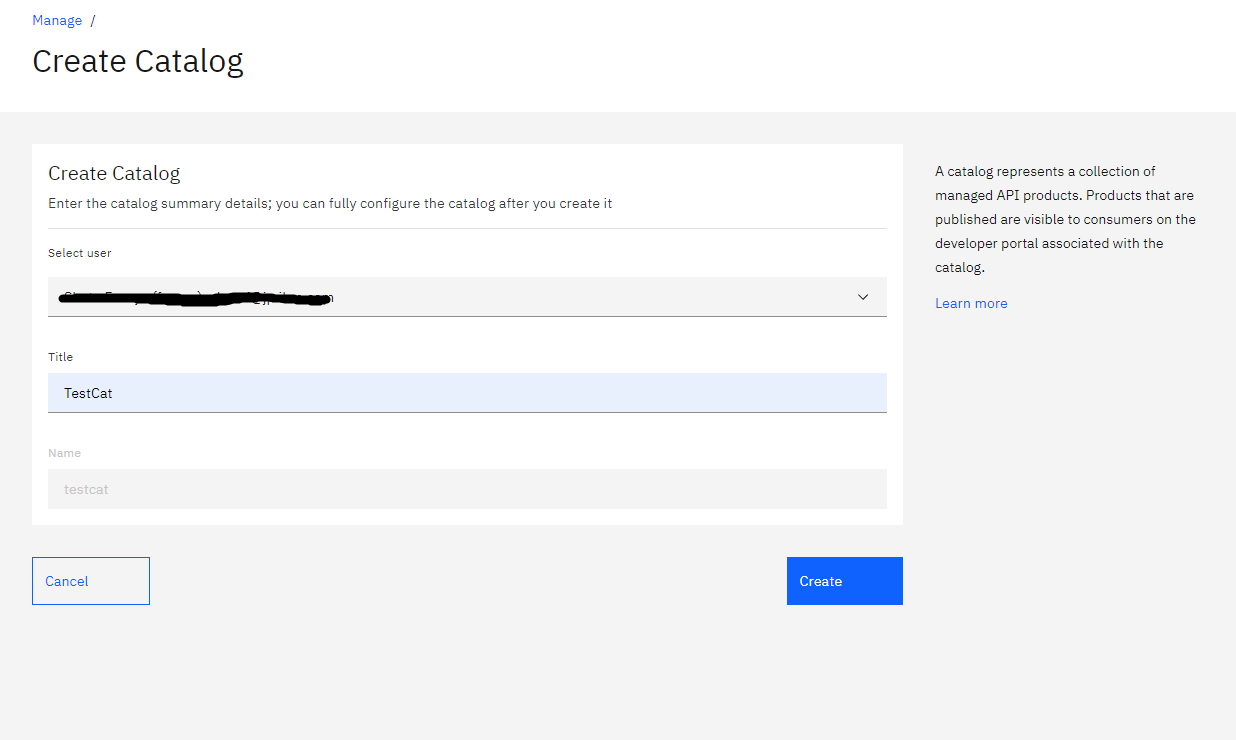 Manage /
Create Catalog
Create Catalog
Enter the catalog summary details; you can fully configure the catalog after you create it
Select user
Title
TestCat
Name
testcat
Cancel
Create
A catalog represents a collection of
managed API products. Products that are
published are visible to consumers on the
developer portal associated with the
catalog.
Learn more